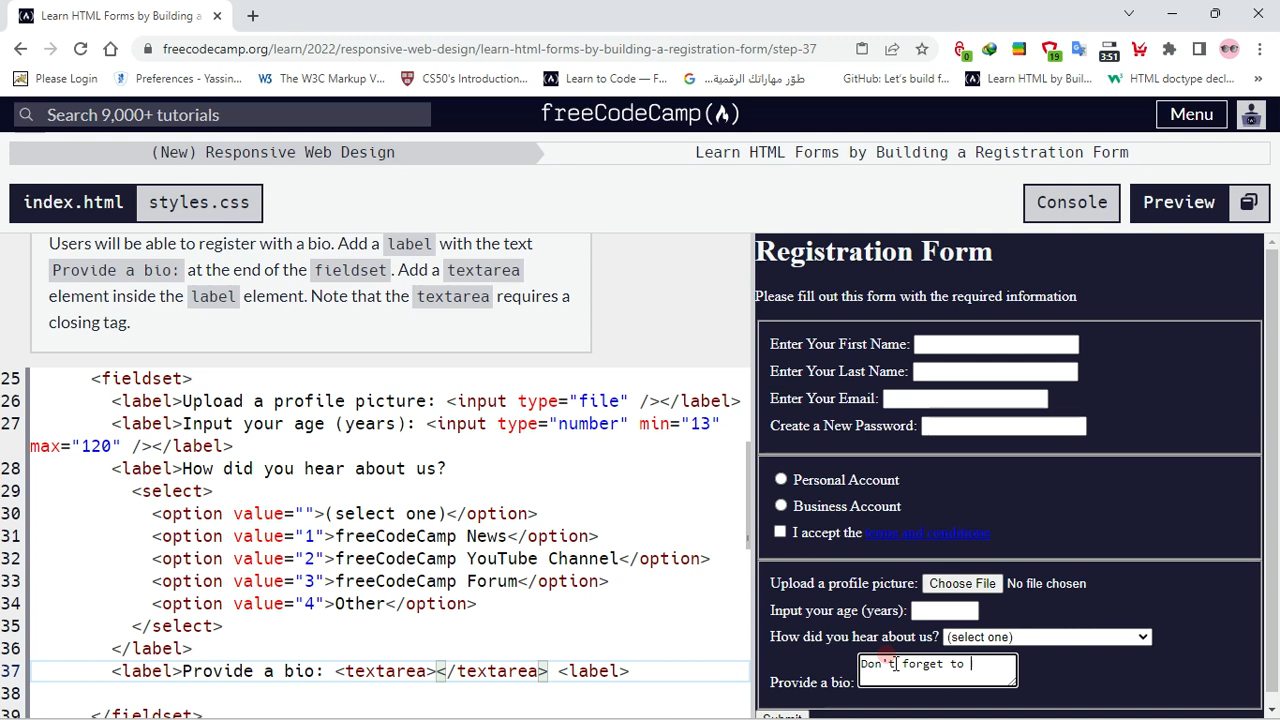 Learn HTML Forms by Building a
freecodecamp.org/learn/2022/responsive-web-design/learn-html-forms-by-building-a-registration-form/step-37
0
19
3:51
Please Login
Preferences - Yassin...
W3
The W3C Markup V...
CS50's Introduction...
Learn to Code — F...
طوّر مهاراتك الرقمية...
GitHub: Let's build f...
Learn HTML by Buil...
HTML doctype decl...
»
Search 9,000+ tutorials
freeCodeCamp
Menu
(New) Responsive Web Design
Learn HTML Forms by Building a Registration Form
index.html
styles.css
Console
Preview
Users will be able to register with a bio. Add a label with the text
Provide a bio: at the end of the fieldset. Add a textarea
element inside the label element. Note that the textarea requires a
closing tag.
25 <fieldset>
26 <label>Upload a profile picture: <input type="file" /></label>
27 <label>Input your age (years): <input type="number" min="13"
max="120" /></label>
28 <label>How did you hear about us?
29 <select>
30 <option value="">(select one)</option>
31 <option value="1">freeCodeCamp News</option>
32 <option value="2">freeCodeCamp YouTube Channel</option>
33 <option value="3">freeCodeCamp Forum</option>
34 <option value="4">Other</option>
35 </select>
36 </label>
37 <label>Provide a bio: <textarea></textarea> <label>
38
39 </fieldset>
Registration Form
Please fill out this form with the required information
Enter Your First Name:
Enter Your Last Name:
Enter Your Email:
Create a New Password:
Personal Account
Business Account
I accept the terms and conditions
Upload a profile picture: Choose File No file chosen
Input your age (years):
How did you hear about us? (select one)
Don't forget to
Provide a bio:
Submit